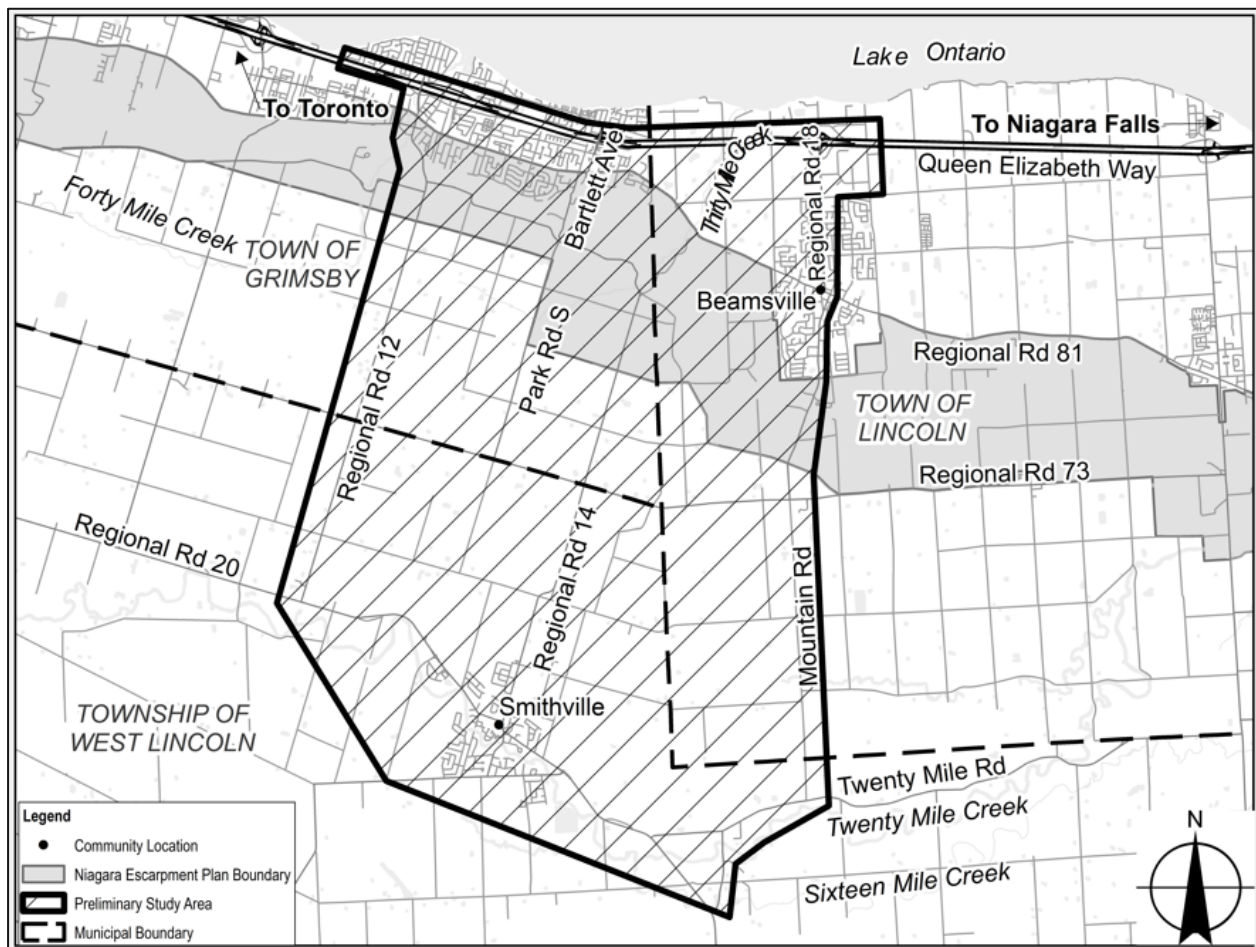 Lake Ontario
To Toronto
To Niagara Falls
Queen Elizabeth Way
Thirty Mile Creek
Regional Rd 18
Bartlett Ave
Forty Mile Creek
TOWN OF
GRIMSBY
Beamsville
Park Rd S
Regional Rd 12
Regional Rd 81
TOWN OF
LINCOLN
Regional Rd 73
Regional Rd 20
Regional Rd 14
Mountain Rd
Smithville
TOWNSHIP OF
WEST LINCOLN
Twenty Mile Rd
Twenty Mile Creek
Sixteen Mile Creek
N
Legend
Community Location
Niagara Escarpment Plan Boundary
Preliminary Study Area
Municipal Boundary